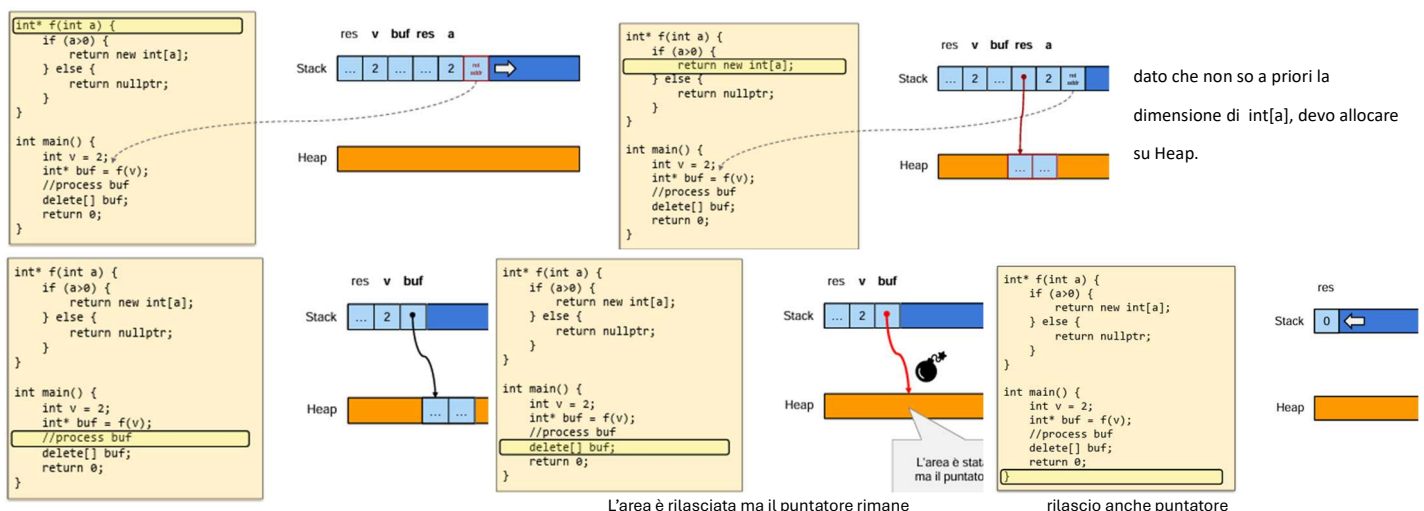 int* f(int a) {
if (a>0) {
return new int[a];
} else {
return nullptr;
}
}
int main() {
int v = 2;
int* buf = f(v);
//process buf
delete[] buf;
return 0;
}
res v buf res a
Stack ... 2 ... ... 2 ret addr
Heap
int* f(int a) {
if (a>0) {
return new int[a];
} else {
return nullptr;
}
}
int main() {
int v = 2;
int* buf = f(v);
//process buf
delete[] buf;
return 0;
}
res v buf res a
Stack ... 2 ... 2 ret addr
Heap ... ...
dato che non so a priori la
dimensione di int[a], devo allocare
su Heap.
int* f(int a) {
if (a>0) {
return new int[a];
} else {
return nullptr;
}
}
int main() {
int v = 2;
int* buf = f(v);
//process buf
delete[] buf;
return 0;
}
res v buf
Stack ... 2
Heap ... ...
int* f(int a) {
if (a>0) {
return new int[a];
} else {
return nullptr;
}
}
int main() {
int v = 2;
int* buf = f(v);
//process buf
delete[] buf;
return 0;
}
res v buf
Stack ... 2
Heap
L'area è stata
ma il puntato
L'area è rilasciata ma il puntatore rimane
int* f(int a) {
if (a>0) {
return new int[a];
} else {
return nullptr;
}
}
int main() {
int v = 2;
int* buf = f(v);
//process buf
delete[] buf;
return 0;
}
res
Stack 0
Heap
rilascio anche puntatore